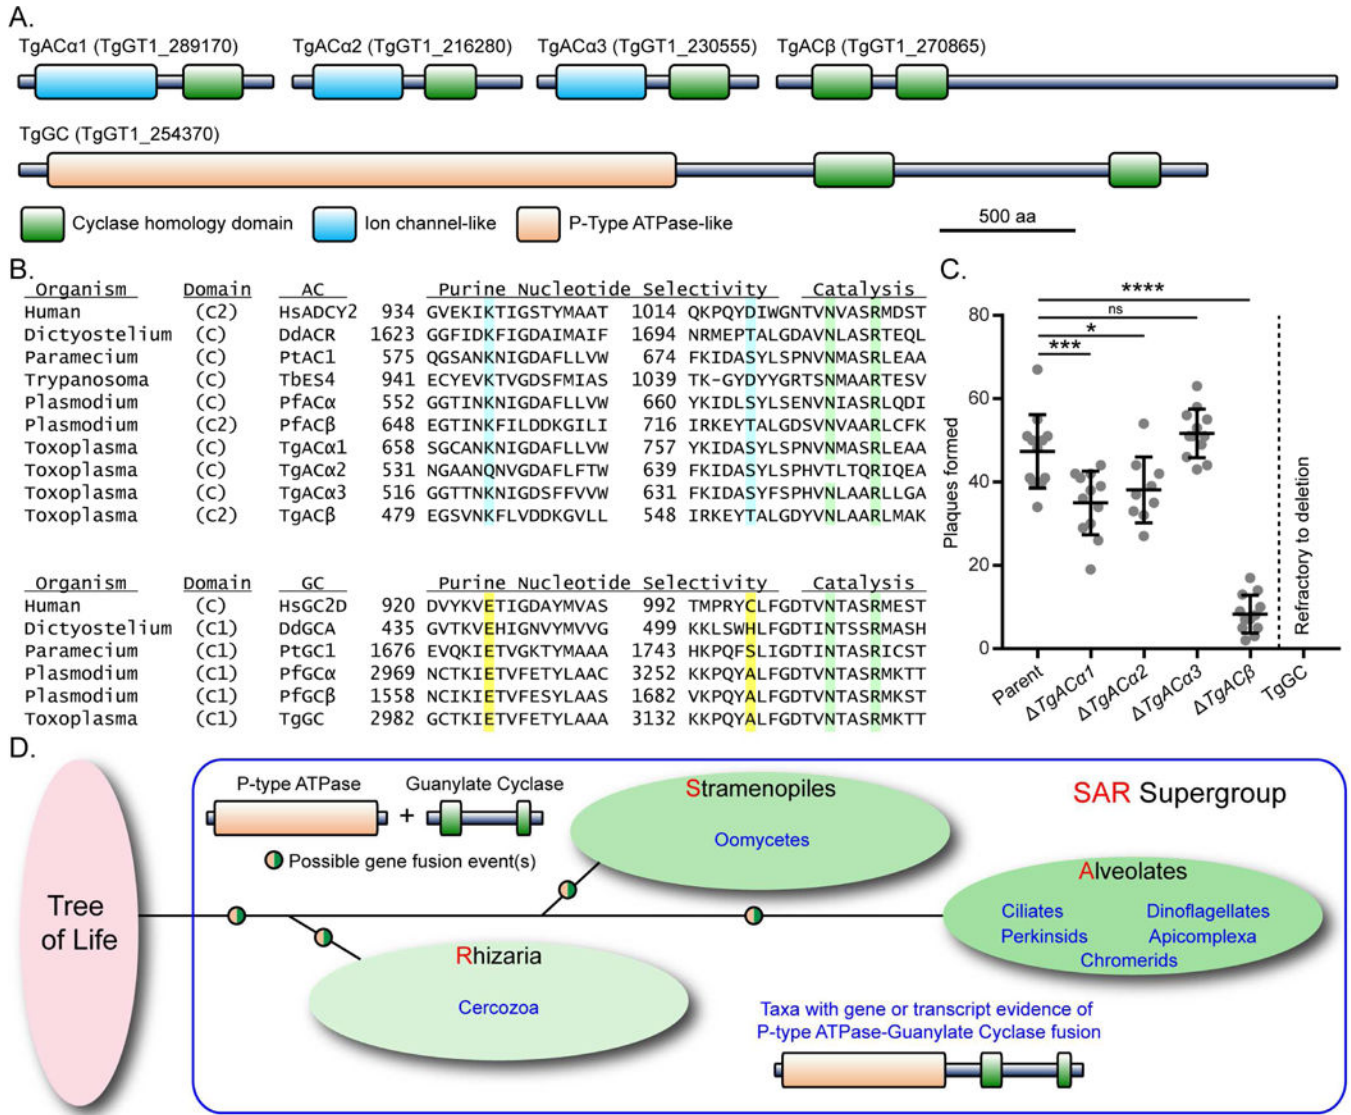 A.
TgACα1 (TgGT1_289170) TgACα2 (TgGT1_216280) TgACα3 (TgGT1_230555) TgACβ (TgGT1_270865)
TgGC (TgGT1_254370)
Cyclase homology domain Ion channel-like P-Type ATPase-like
500 aa
B.
Organism Domain AC Purine Nucleotide Selectivity Catalysis
Human (C2) HsADCY2 934 GVEKIKTIGSTYMAAT 1014 QKPQYDIWGNTVNVASRMDST
Dictyostelium (C) DdACR 1623 GGFIDKFIGDAIMAIF 1694 NRMEPTALGDAVNLASRTEQL
Paramecium (C) PtAC1 575 QGSANKNIGDAFLLVW 674 FKIDASYLSPNVNMASRLEAA
Trypanosoma (C) TbES4 941 ECYEVKTVGDSFMIAS 1039 TK-GYDYYGRTSNMAARTESV
Plasmodium (C) PfACα 552 GGTINKNIGDAFLLVW 660 YKIDLSYLSENVNIASRLQDI
Plasmodium (C2) PfACβ 648 EGTINKFILDDKGILI 716 IRKEYTALGDSVNVAARLCFK
Toxoplasma (C) TgACα1 658 SGCANKNIGDAFLLVW 757 YKIDASYLSPNVNMASRLEAA
Toxoplasma (C) TgACα2 531 NGAANQNVGDAFLFTW 639 FKIDASYLSPHVTLTQRIQEA
Toxoplasma (C) TgACα3 516 GGTTNKNIGDSFFVVW 631 FKIDASYFSPHVNLAARLLGA
Toxoplasma (C2) TgACβ 479 EGSVNKFLVDDKGVLL 548 IRKEYTALGDYVNLAARLMAK
Organism Domain GC Purine Nucleotide Selectivity Catalysis
Human (C) HsGC2D 920 DVYKVETIGDAYMVAS 992 TMPRYCLFGDTVNTASRMEST
Dictyostelium (C1) DdGCA 435 GVTKVEHIGNVYMVVG 499 KKLSWHLFGDTINTSSRMASH
Paramecium (C1) PtGC1 1676 EVQKIETVGKTYMAAA 1743 HKPQFSLIGDTINTASRICST
Plasmodium (C1) PfGCα 2969 NCTKIETVFESYLAAC 3252 KKPQYALFGDTVNTASRMKTT
Plasmodium (C1) PfGCβ 1558 NCIKIETVFESYLAAS 1682 VKPQYALFGDTVNTASRMKST
Toxoplasma (C1) TgGC 2982 GCTKIETVFETYLAAA 3132 KKPQYALFGDTVNTASRMKTT
C.
Plaques formed
80
60
40
20
0
****
ns
*
***
Refractory to deletion
Parent ΔTgACα1 ΔTgACα2 ΔTgACα3 ΔTgACβ TgGC
D.
Tree
of Life
P-type ATPase + Guanylate Cyclase
Possible gene fusion event(s)
Stramenopiles
Oomycetes
SAR Supergroup
Alveolates
Ciliates Dinoflagellates
Perkinsids Apicomplexa
Chromerids
Rhizaria
Cercozoa
Taxa with gene or transcript evidence of
P-type ATPase-Guanylate Cyclase fusion